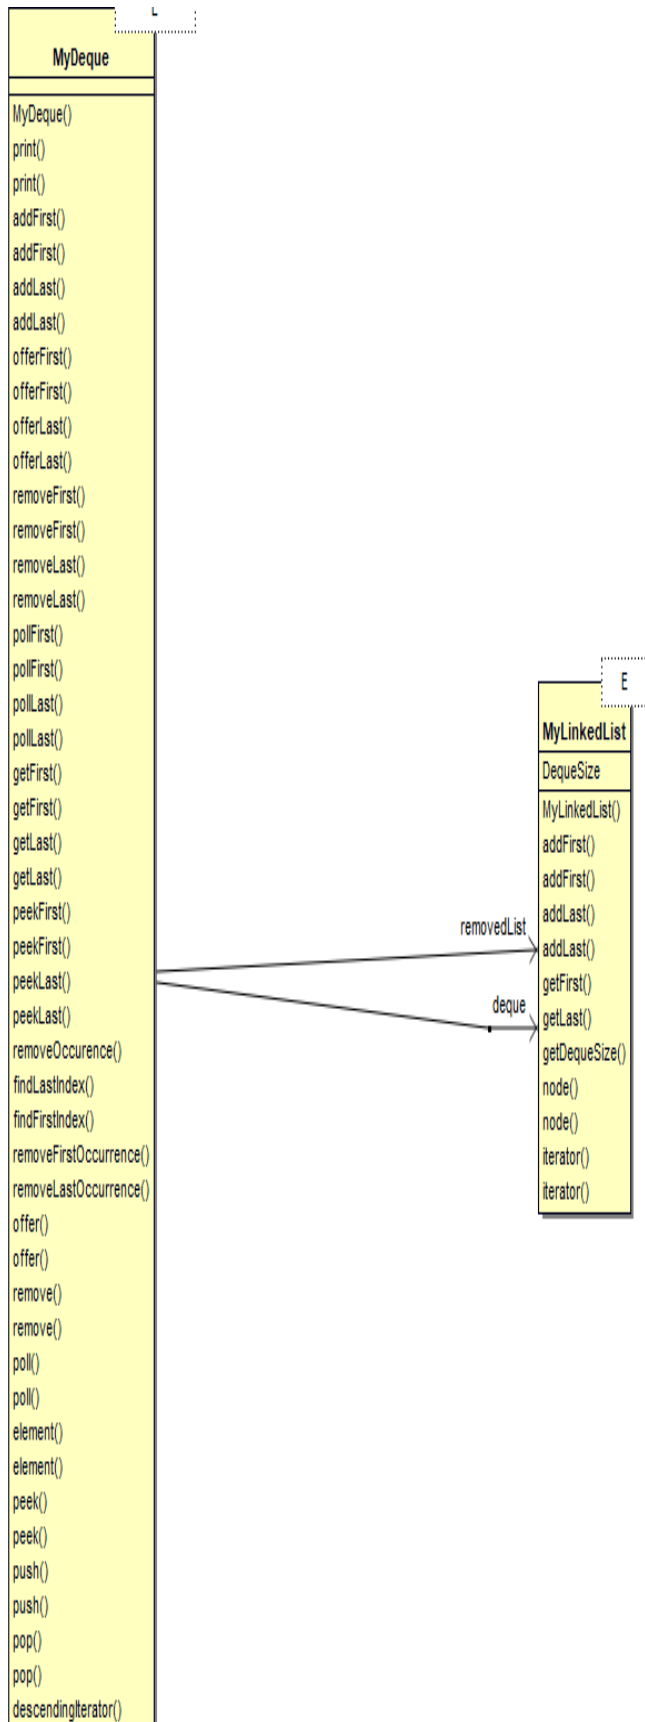 MyDeque
MyDeque()
print()
print()
addFirst()
addFirst()
addLast()
addLast()
offerFirst()
offerFirst()
offerLast()
offerLast()
removeFirst()
removeFirst()
removeLast()
removeLast()
pollFirst()
pollFirst()
pollLast()
pollLast()
getFirst()
getFirst()
getLast()
getLast()
peekFirst()
peekFirst()
peekLast()
peekLast()
removeOccurence()
findLastIndex()
findFirstIndex()
removeFirstOccurrence()
removeLastOccurrence()
offer()
offer()
remove()
remove()
poll()
poll()
element()
element()
peek()
peek()
push()
push()
pop()
pop()
descendingIterator()
removedList
deque
E
MyLinkedList
DequeSize
MyLinkedList()
addFirst()
addFirst()
addLast()
addLast()
getFirst()
getLast()
getDequeSize()
node()
node()
iterator()
iterator()